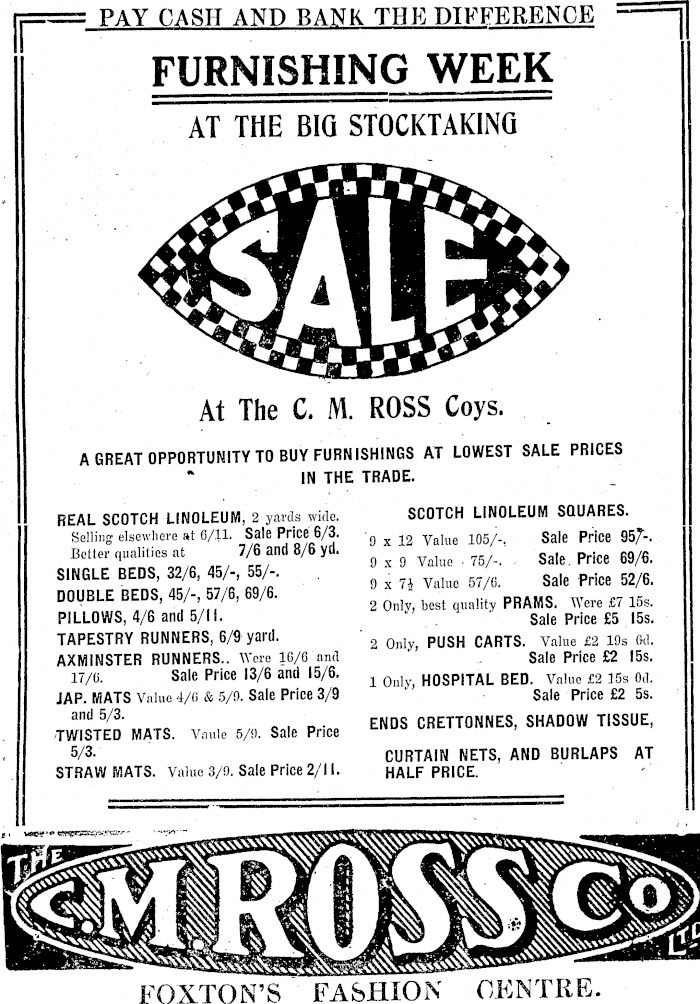 PAY CASH AND BANK THE DIFFERENCE
FURNISHING WEEK
AT THE BIG STOCKTAKING
SALE
At The C. M. ROSS Coys.
A GREAT OPPORTUNITY TO BUY FURNISHINGS AT LOWEST SALE PRICES
IN THE TRADE.
REAL SCOTCH LINOLEUM, 2 yards wide.
Selling elsewhere at 6/11. Sale Price 6/3.
Better qualities at 7/6 and 8/6 yd.
SINGLE BEDS, 32/6, 45/-, 55/-.
DOUBLE BEDS, 45/-, 57/6, 69/6.
PILLOWS, 4/6 and 5/11.
TAPESTRY RUNNERS, 6/9 yard.
AXMINSTER RUNNERS.. Were 16/6 and
17/6. Sale Price 13/6 and 15/6.
JAP. MATS Value 4/6 & 5/9. Sale Price 3/9
and 5/3.
TWISTED MATS. Vaule 5/9. Sale Price
5/3.
STRAW MATS. Value 3/9. Sale Price 2/11.
SCOTCH LINOLEUM SQUARES.
9 x 12 Value 105/-. Sale Price 95/-.
9 x 9 Value 75/-. Sale Price 69/6.
9 x 7½ Value 57/6. Sale Price 52/6.
2 Only, best quality PRAMS. Were £7 15s.
Sale Price £5 15s.
2 Only, PUSH CARTS. Value £2 19s 6d.
Sale Price £2 15s.
1 Only, HOSPITAL BED. Value £2 15s 0d.
Sale Price £2 5s.
ENDS CRETTONNES, SHADOW TISSUE,
CURTAIN NETS, AND BURLAPS AT
HALF PRICE.
THE
C.M. ROSS Co
LTD
FOXTON'S FASHION CENTRE.